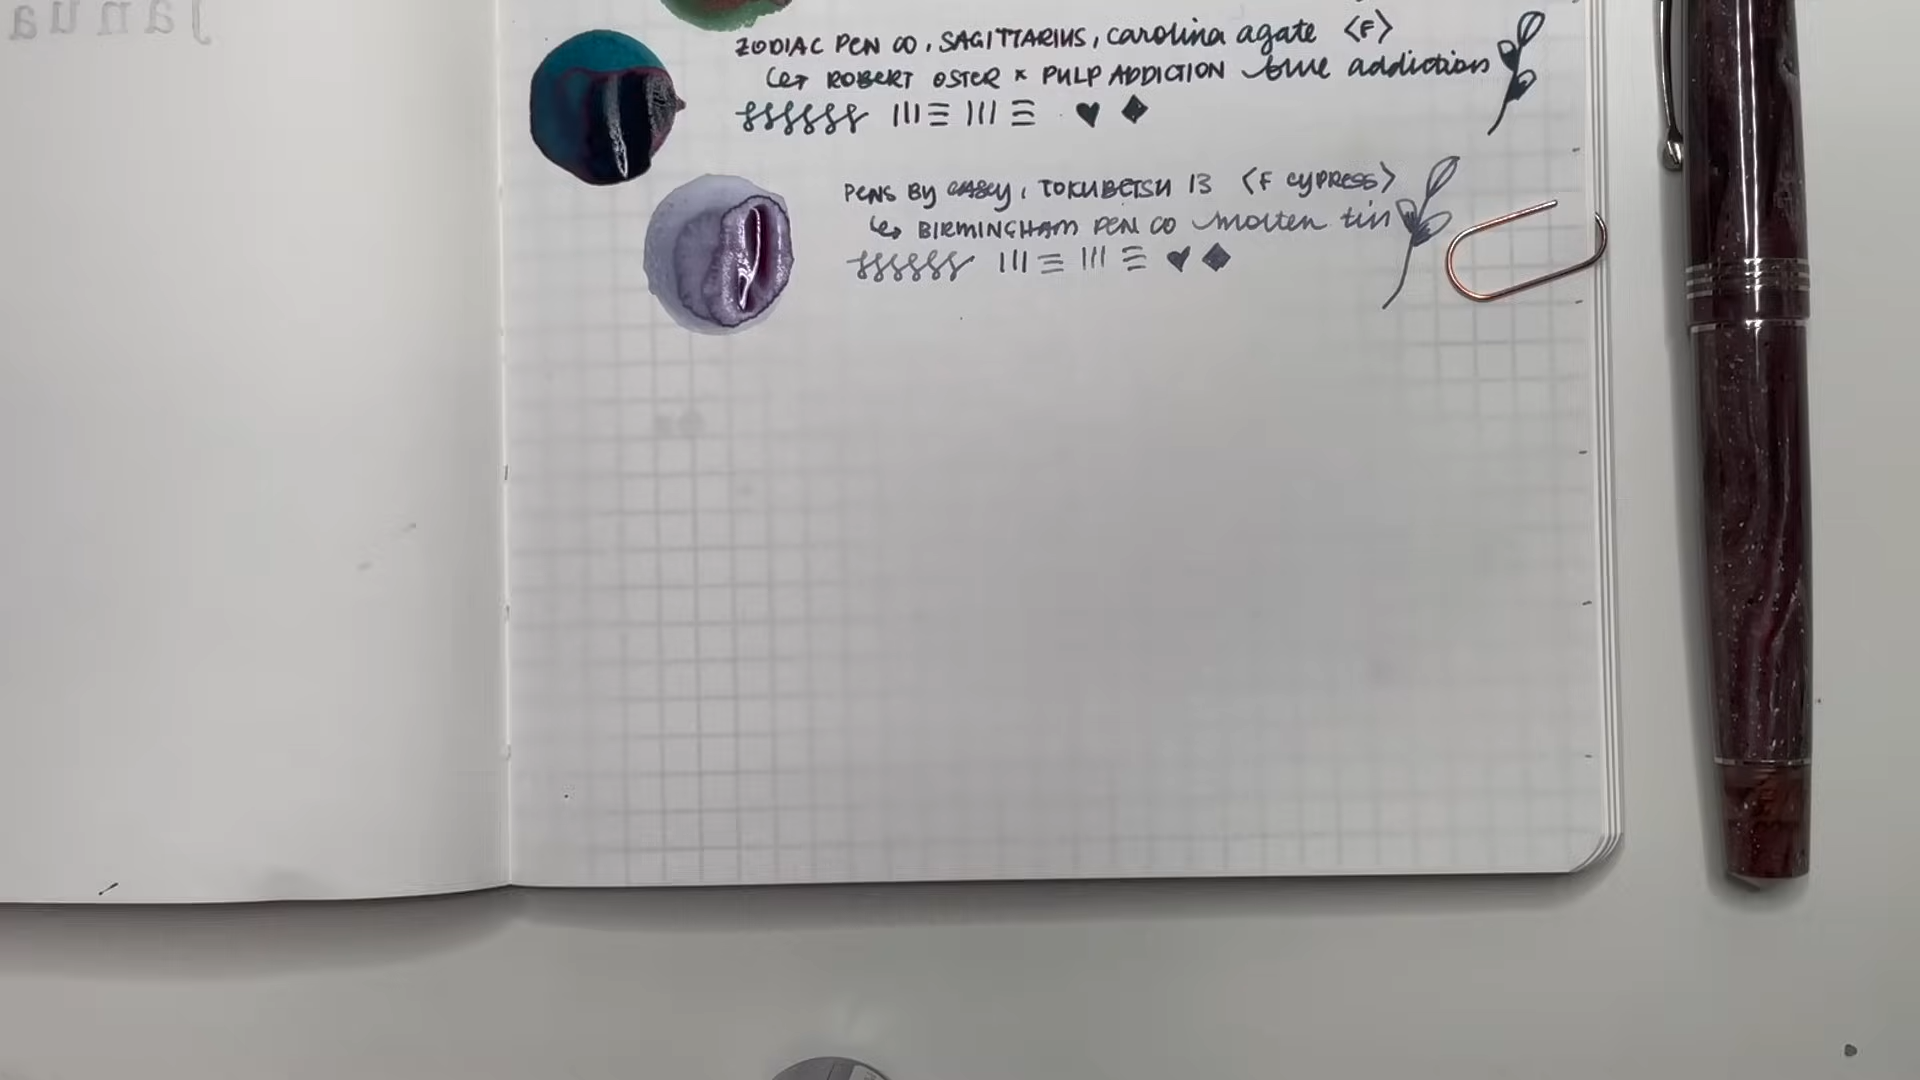 ZODIAC PEN CO, SAGITTARIUS, carolina agate <F>
ROBERT OSTER x PULP ADDICTION blue addiction
PENS BY CASEY, TOKUBETSU 13 <F CYPRESS>
BIRMINGHAM PEN CO molten tin